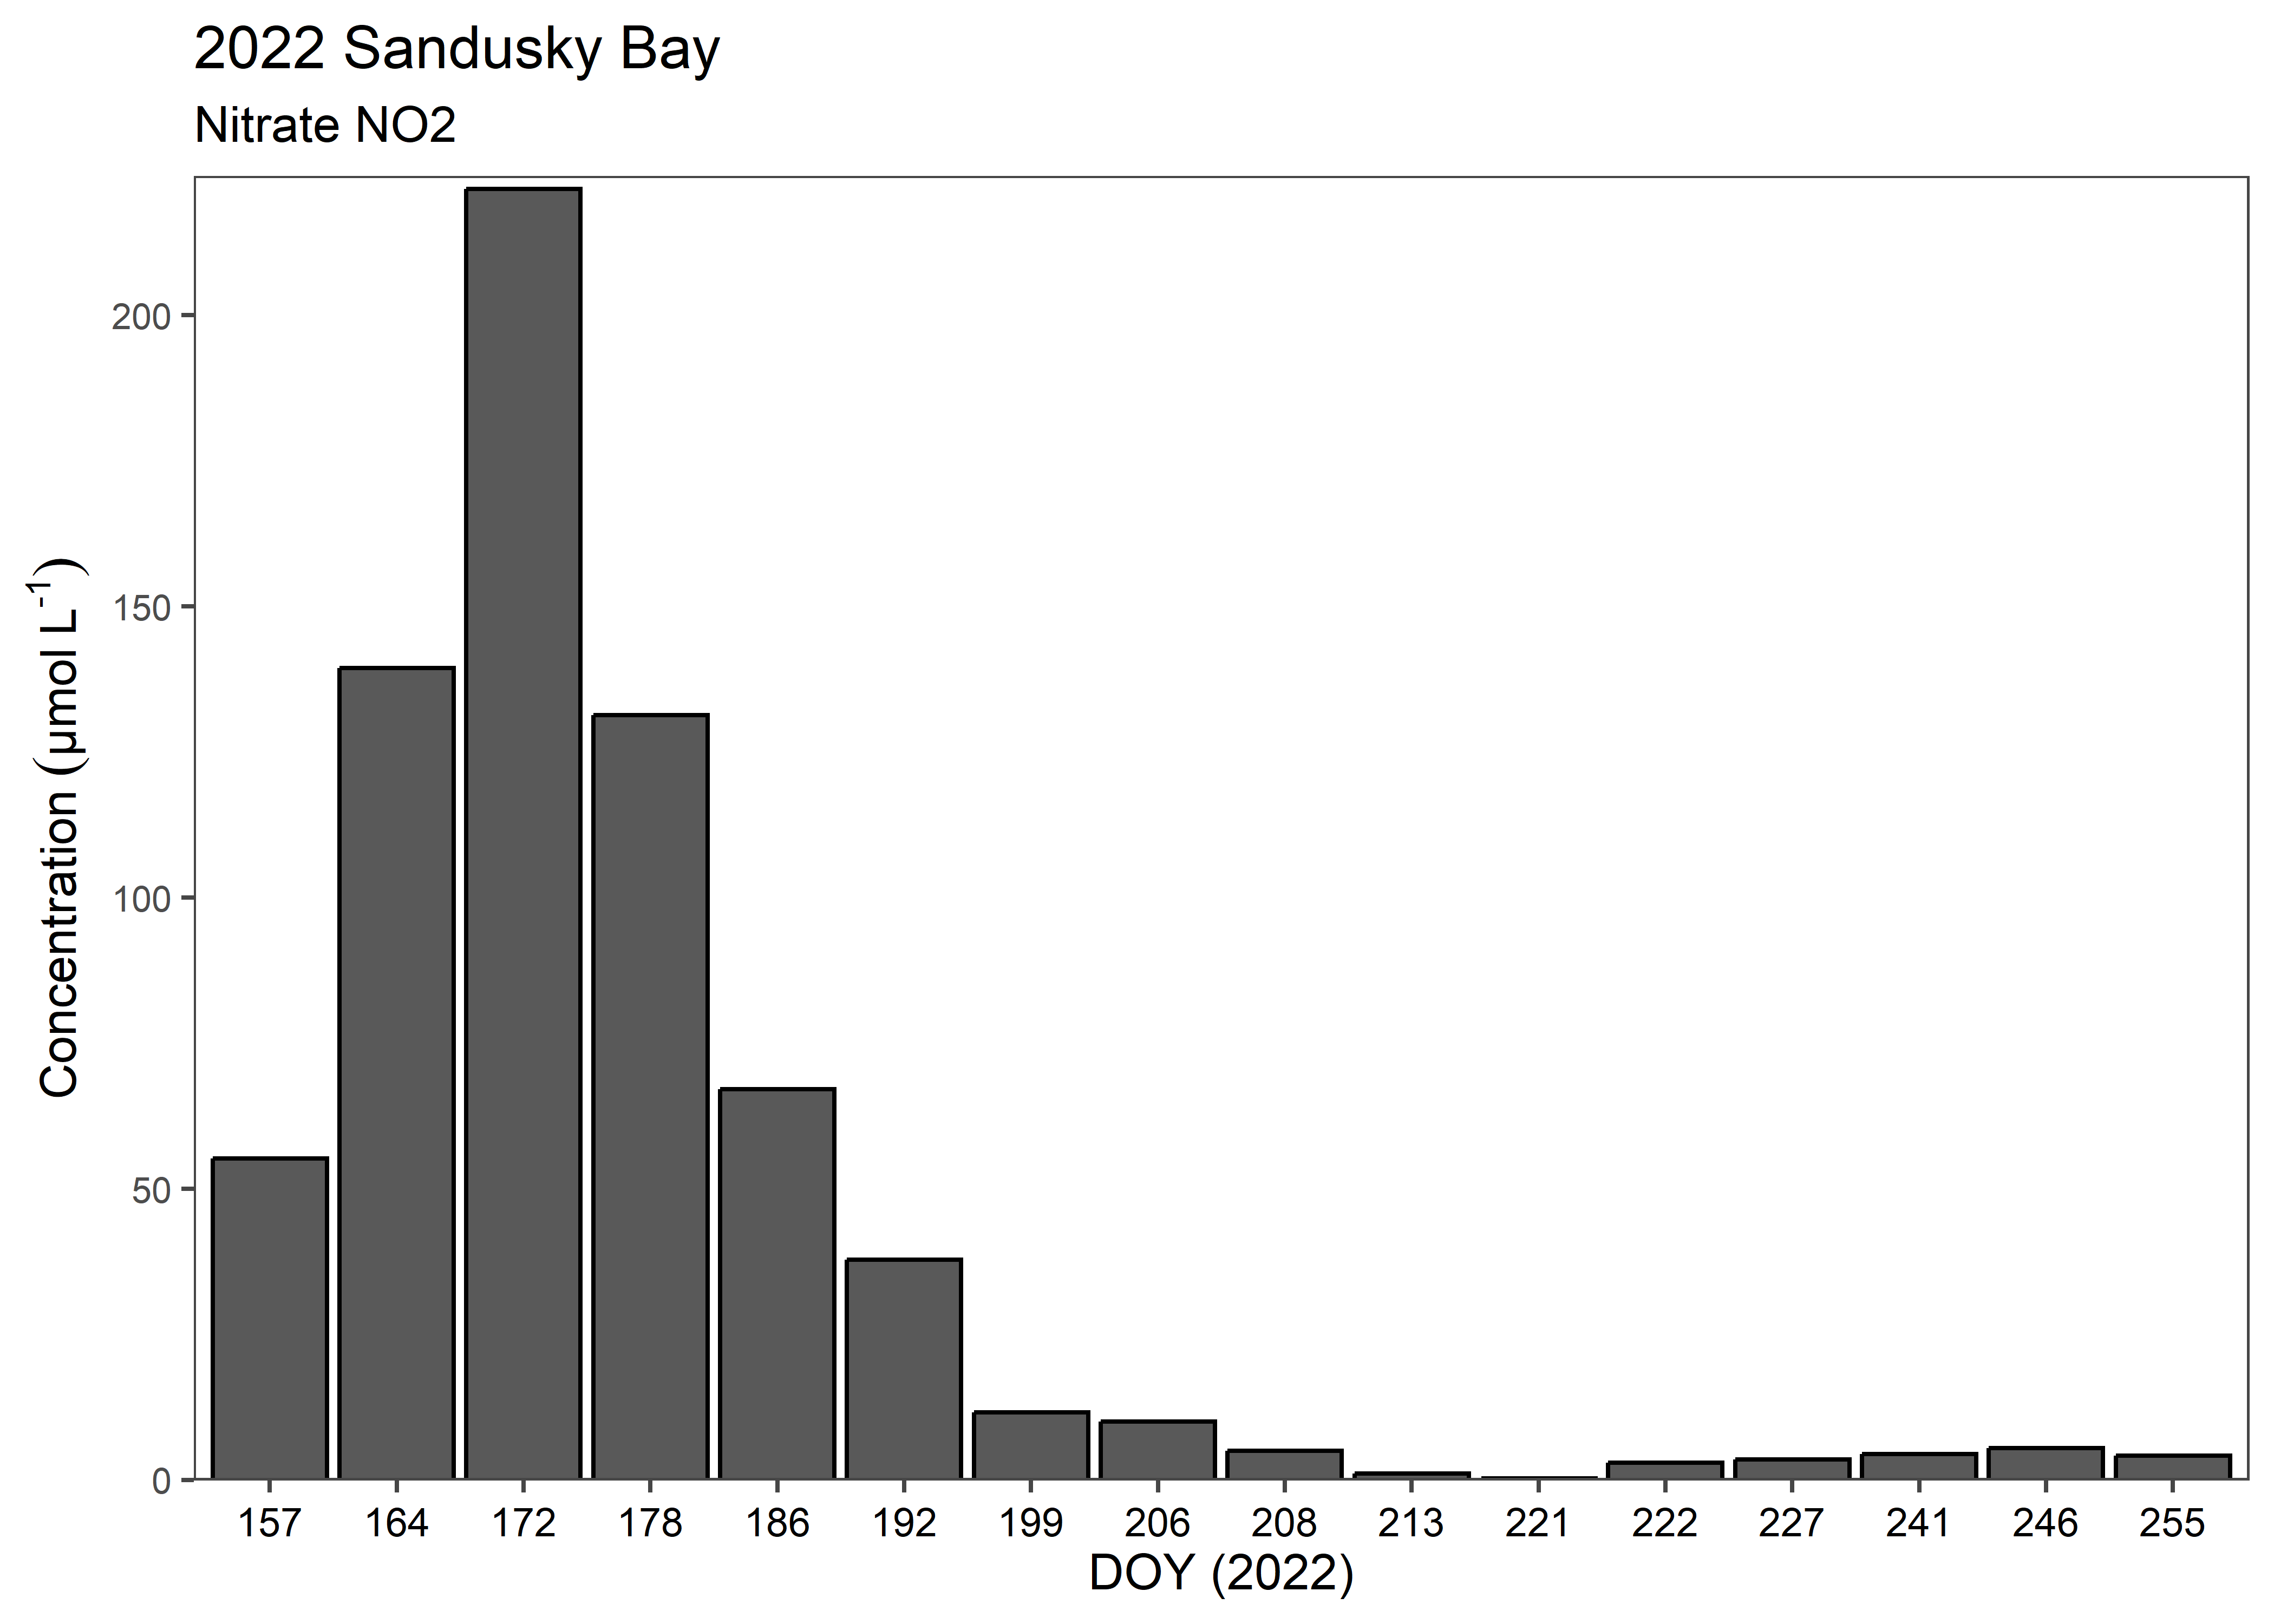 2022 Sandusky Bay
Nitrate NO2
Concentration (µmol L-1)
200
150
100
50
0
157 164 172 178 186 192 199 206 208 213 221 222 227 241 246 255
DOY (2022)